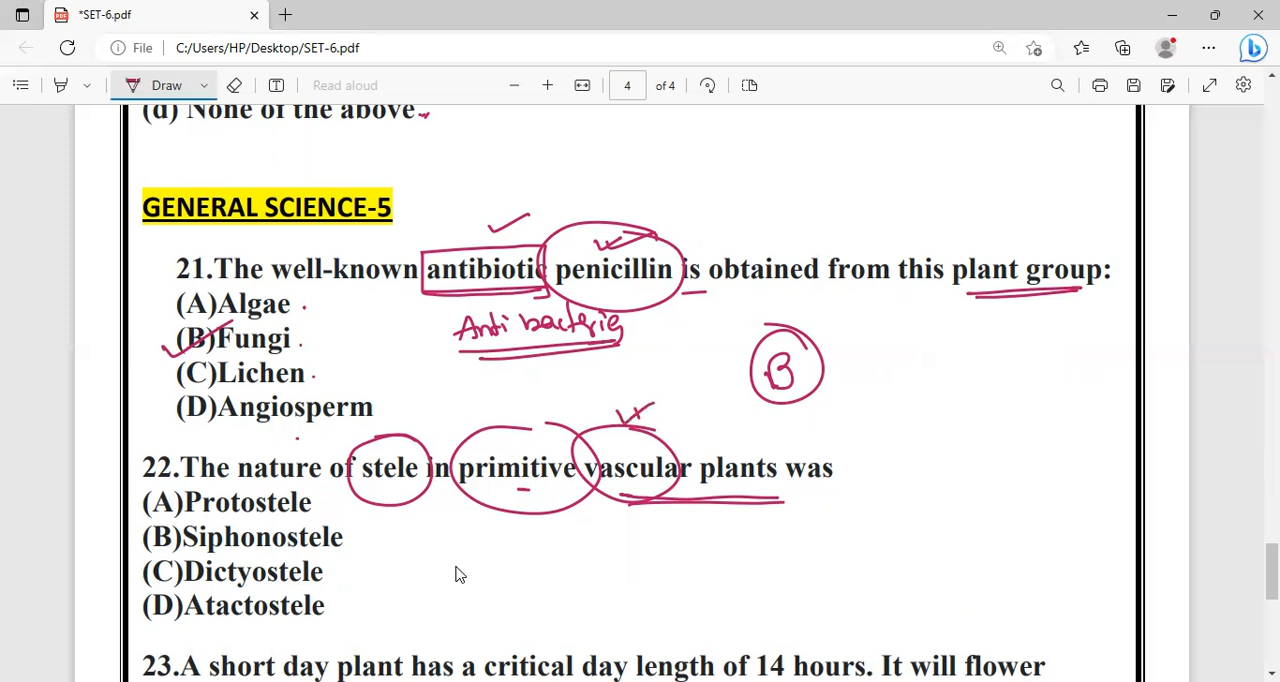 *SET-6.pdf
File C:/Users/HP/Desktop/SET-6.pdf
Draw Read aloud 4 of 4
(d) None of the above
GENERAL SCIENCE-5
21.The well-known antibiotic penicillin is obtained from this plant group:
(A)Algae
Anti bacteria
(B)Fungi
B
(C)Lichen
(D)Angiosperm
22.The nature of stele in primitive vascular plants was
(A)Protostele
(B)Siphonostele
(C)Dictyostele
(D)Atactostele
23.A short day plant has a critical day length of 14 hours. It will flower